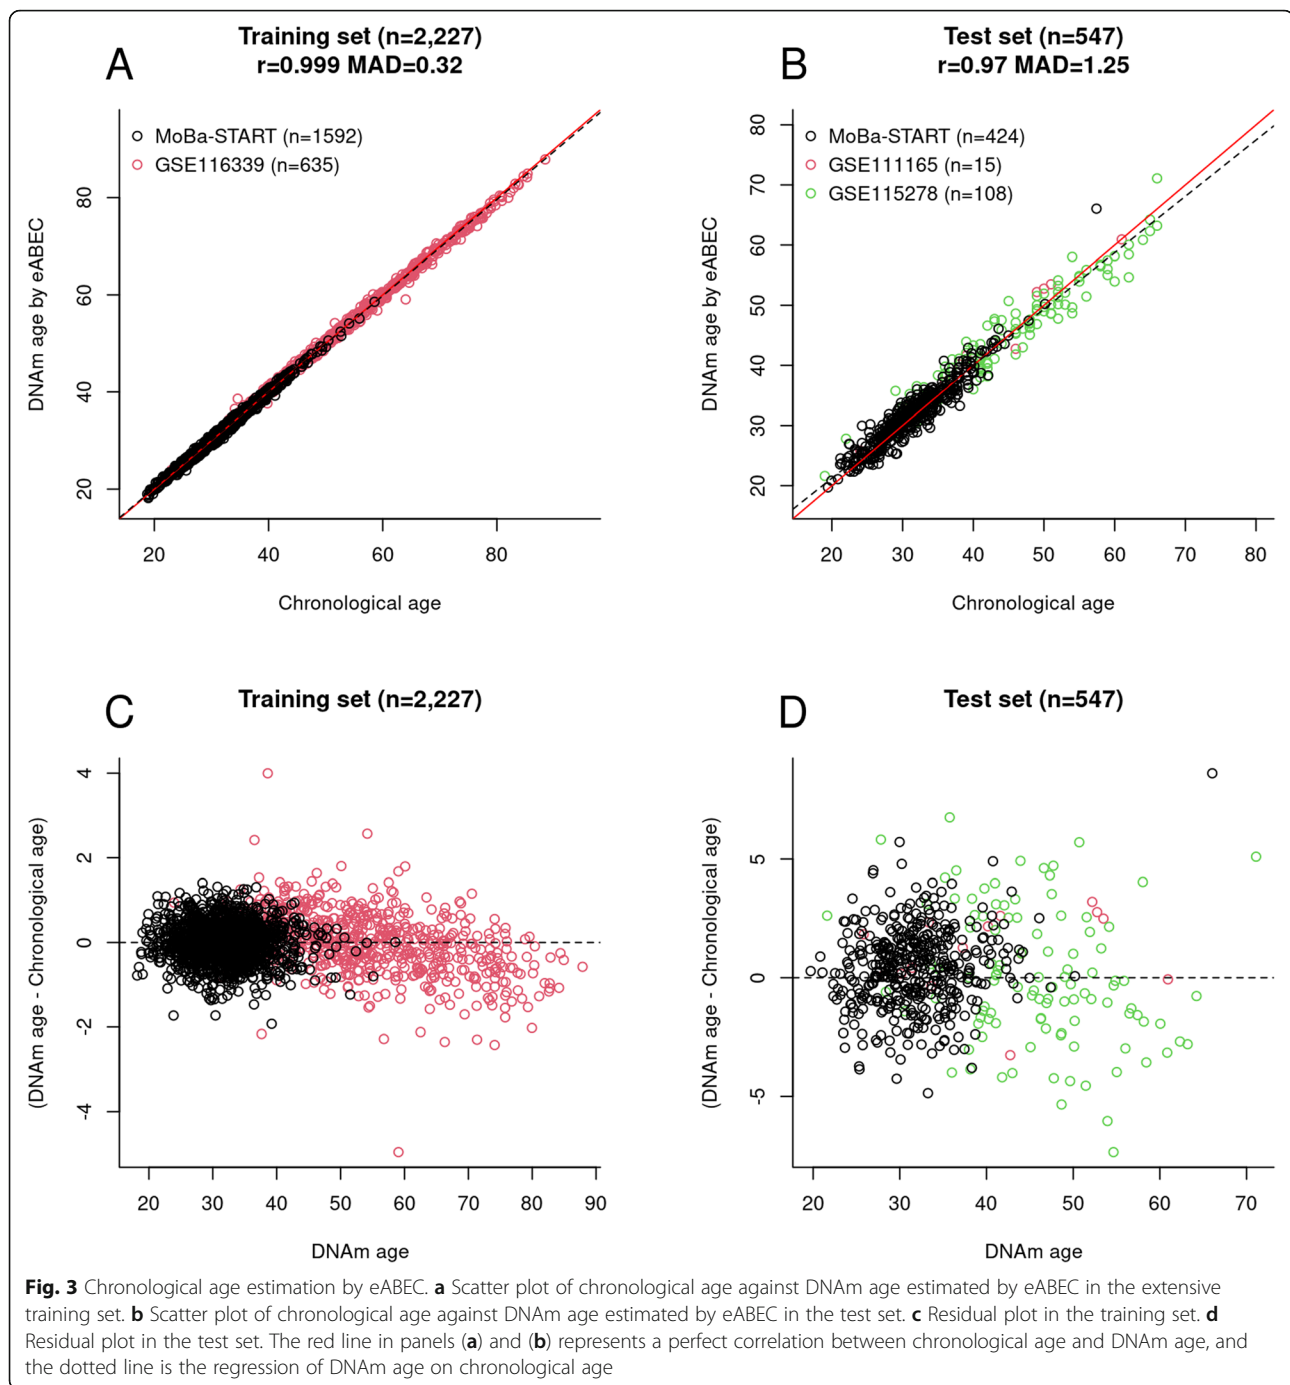 A
Training set (n=2,227)
r=0.999 MAD=0.32
MoBa-START (n=1592)
GSE116339 (n=635)
DNAm age by eABEC
80
60
40
20
20 40 60 80
Chronological age
B
Test set (n=547)
r=0.97 MAD=1.25
MoBa-START (n=424)
GSE111165 (n=15)
GSE115278 (n=108)
DNAm age by eABEC
80
70
60
50
40
30
20
20 30 40 50 60 70 80
Chronological age
C
Training set (n=2,227)
(DNAm age - Chronological age)
4
2
0
-2
-4
20 30 40 50 60 70 80 90
DNAm age
D
Test set (n=547)
(DNAm age - Chronological age)
5
0
-5
20 30 40 50 60 70
DNAm age
Fig. 3 Chronological age estimation by eABEC. a Scatter plot of chronological age against DNAm age estimated by eABEC in the extensive
training set. b Scatter plot of chronological age against DNAm age estimated by eABEC in the test set. c Residual plot in the training set. d
Residual plot in the test set. The red line in panels (a) and (b) represents a perfect correlation between chronological age and DNAm age, and
the dotted line is the regression of DNAm age on chronological age